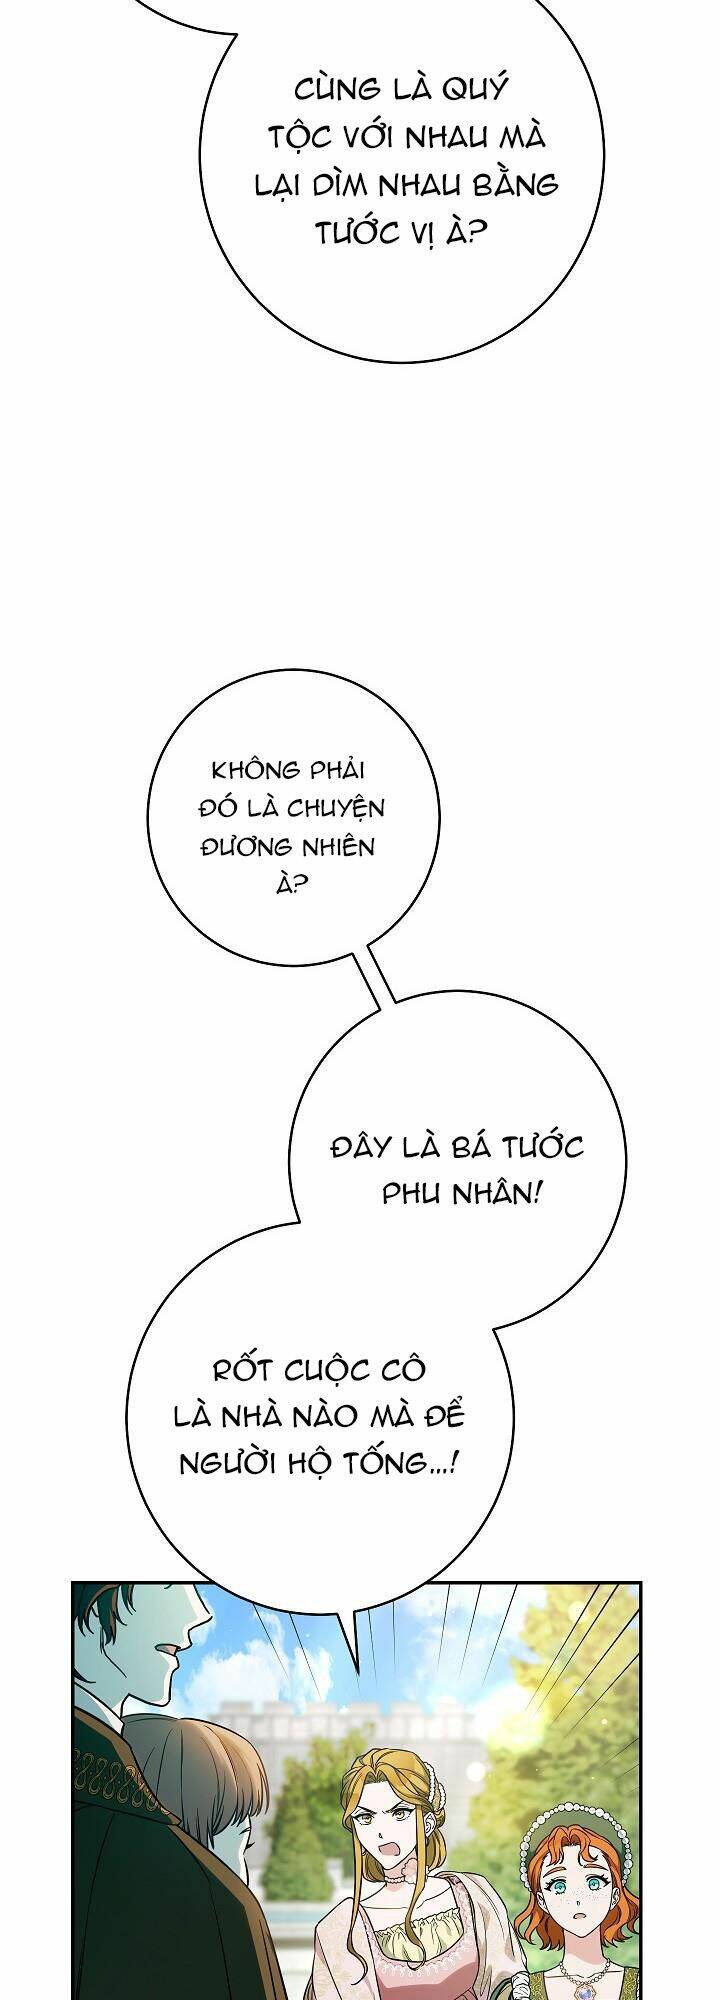 CÙNG LÀ QUÝ
TỘC VỚI NHAU MÀ
LẠI DÌM NHAU BẰNG
TƯỚC VỊ À?
KHÔNG PHẢI
ĐÓ LÀ CHUYỆN
ĐƯƠNG NHIÊN
À?
ĐÂY LÀ BÁ TƯỚC
PHU NHÂN!
RỐT CUỘC CÔ
LÀ NHÀ NÀO MÀ ĐỂ
NGƯỜI HỘ TỐNG...!